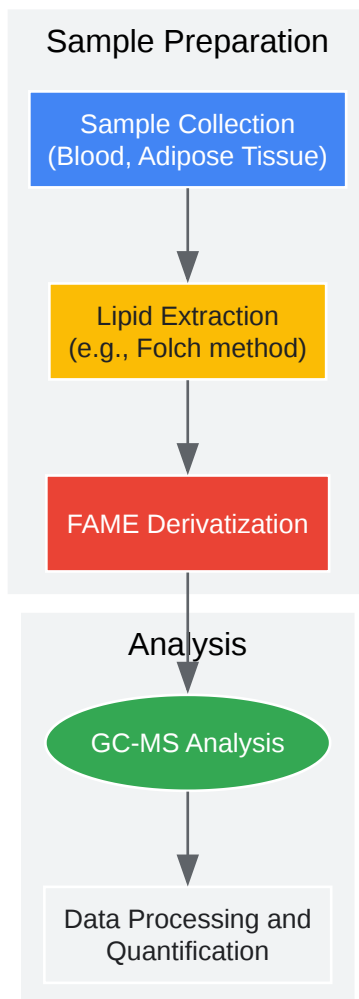 Sample Preparation
Sample Collection
(Blood, Adipose Tissue)
Lipid Extraction
(e.g., Folch method)
FAME Derivatization
Analysis
GC-MS Analysis
Data Processing and
Quantification